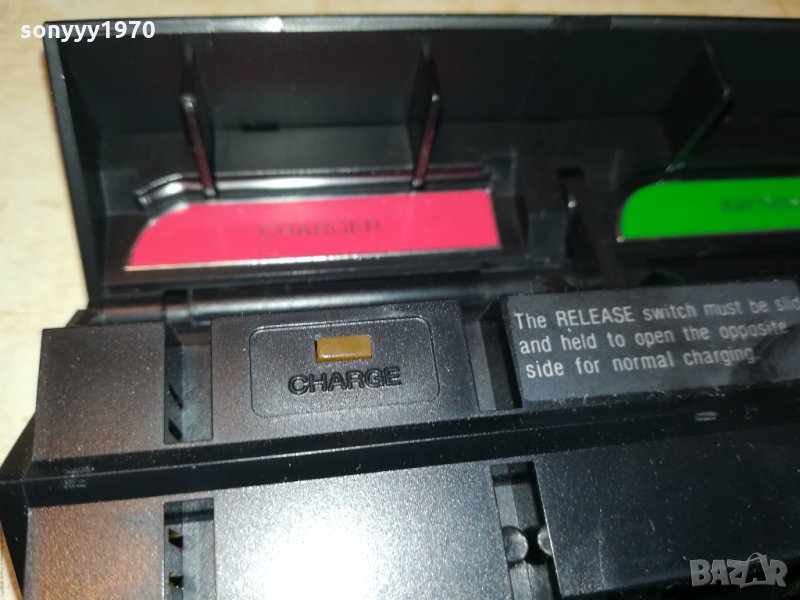 sonyyy1970
CHARGER
CHARGE
The RELEASE switch must be slid
and held to open the opposite
side for normal charging.
BAZAR